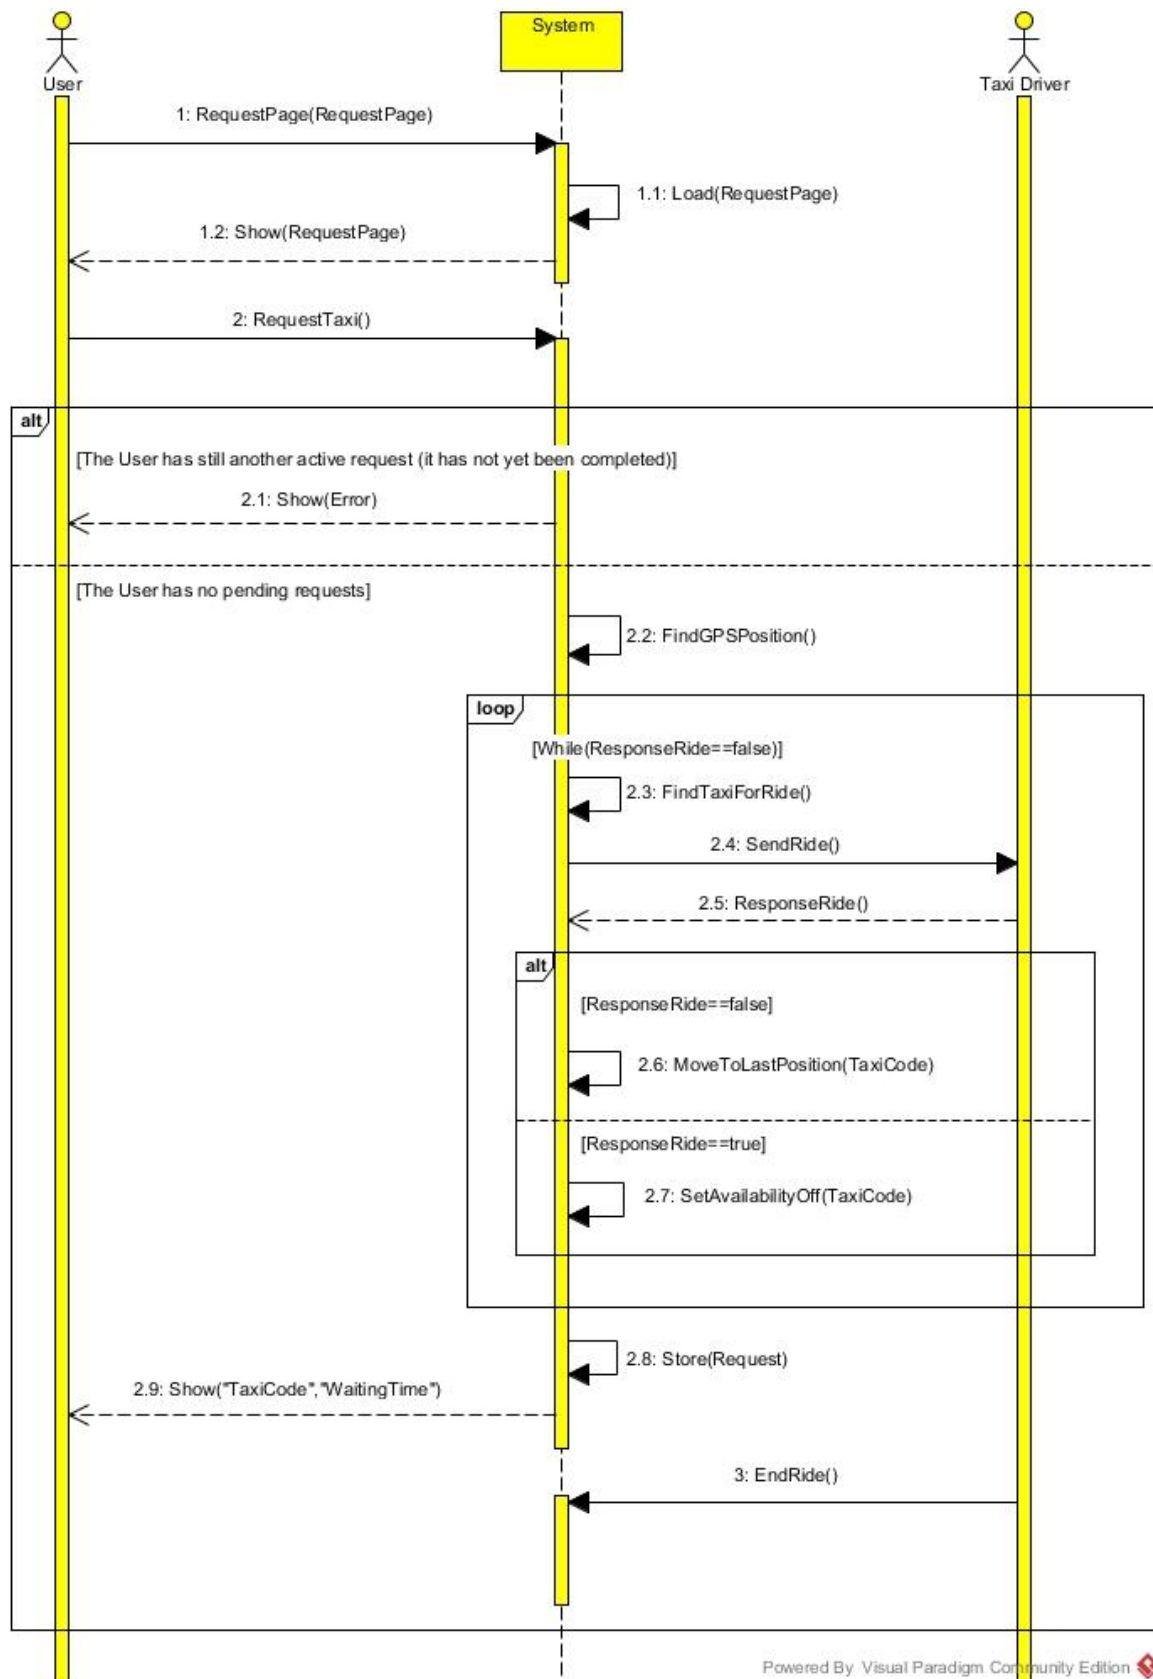 System
User
Taxi Driver
1: RequestPage(RequestPage)
1.1: Load(RequestPage)
1.2: Show(RequestPage)
2: RequestTaxi()
alt
[The User has still another active request (it has not yet been completed)]
2.1: Show(Error)
[The User has no pending requests]
2.2: FindGPSPosition()
loop
[While(ResponseRide==false)]
2.3: FindTaxiForRide()
2.4: SendRide()
2.5: ResponseRide()
alt
[ResponseRide==false]
2.6: MoveToLastPosition(TaxiCode)
[ResponseRide==true]
2.7: SetAvailabilityOff(TaxiCode)
2.8: Store(Request)
2.9: Show("TaxiCode","WaitingTime")
3: EndRide()
Powered By Visual Paradigm Community Edition